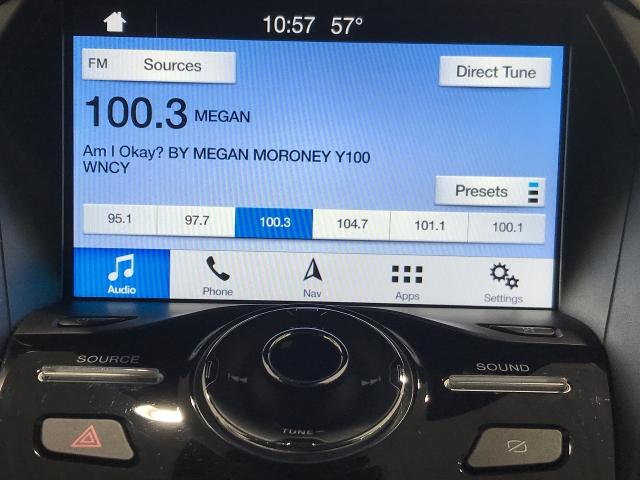 10:57 57°
FM Sources
Direct Tune
100.3 MEGAN
Am I Okay? BY MEGAN MORONEY Y100
WNCY
Presets
95.1 97.7 100.3 104.7 101.1 100.1
Audio Phone Nav Apps Settings
SOURCE
SOUND
TUNE